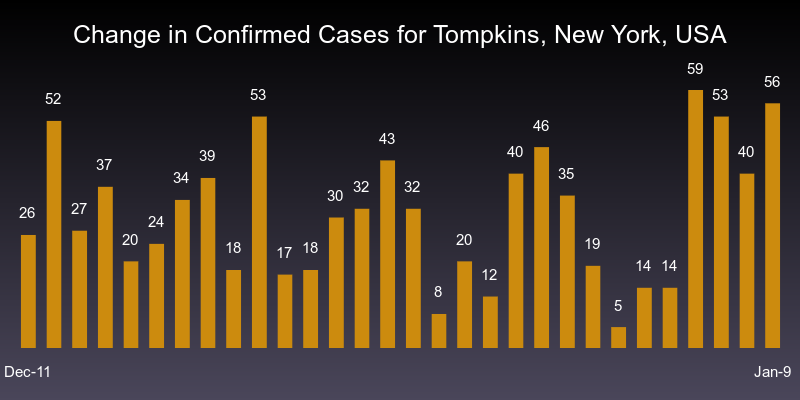 Change in Confirmed Cases for Tompkins, New York, USA
26 52 27 37 20 24 34 39 18 53 17 18 30 32 43 32 8 20 12 40 46 35 19 5 14 14 59 53 40 56
Dec-11 Jan-9